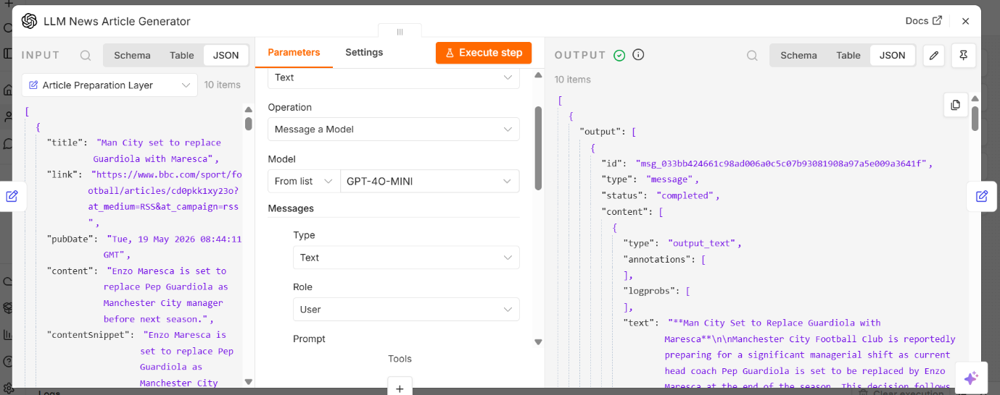 LLM News Article Generator
Docs
INPUT
Schema
Table
JSON
Article Preparation Layer
10 items
[
{
"title": "Man City set to replace
Guardiola with Maresca",
"link": "https://www.bbc.com/sport/fo
otball/articles/cd0pkk1xy23o?
at_medium=RSS&at_campaign=rss
",
"pubDate": "Tue, 19 May 2026 08:44:11
GMT",
"content": "Enzo Maresca is set to
replace Pep Guardiola as
Manchester City manager
before next season.",
"contentSnippet": "Enzo Maresca is
set to replace Pep
Guardiola as
Manchester City
Parameters
Settings
Execute step
Text
Operation
Message a Model
Model
From list
GPT-4O-MINI
Messages
Type
Text
Role
User
Prompt
Tools
+
OUTPUT
Schema
Table
JSON
10 items
[
{
"output": [
{
"id": "msg_033bb424661c98ad006a0c5c07b93081908a97a5e009a3641f",
"type": "message",
"status": "completed",
"content": [
{
"type": "output_text",
"annotations": [
],
"logprobs": [
],
"text": "**Man City Set to Replace Guardiola with
Maresca**\n\nManchester City Football Club is reportedly
preparing for a significant managerial shift as current
head coach Pep Guardiola is set to be replaced by Enzo
Maresca at the end of the season. This decision follows
Logs
Clear execution